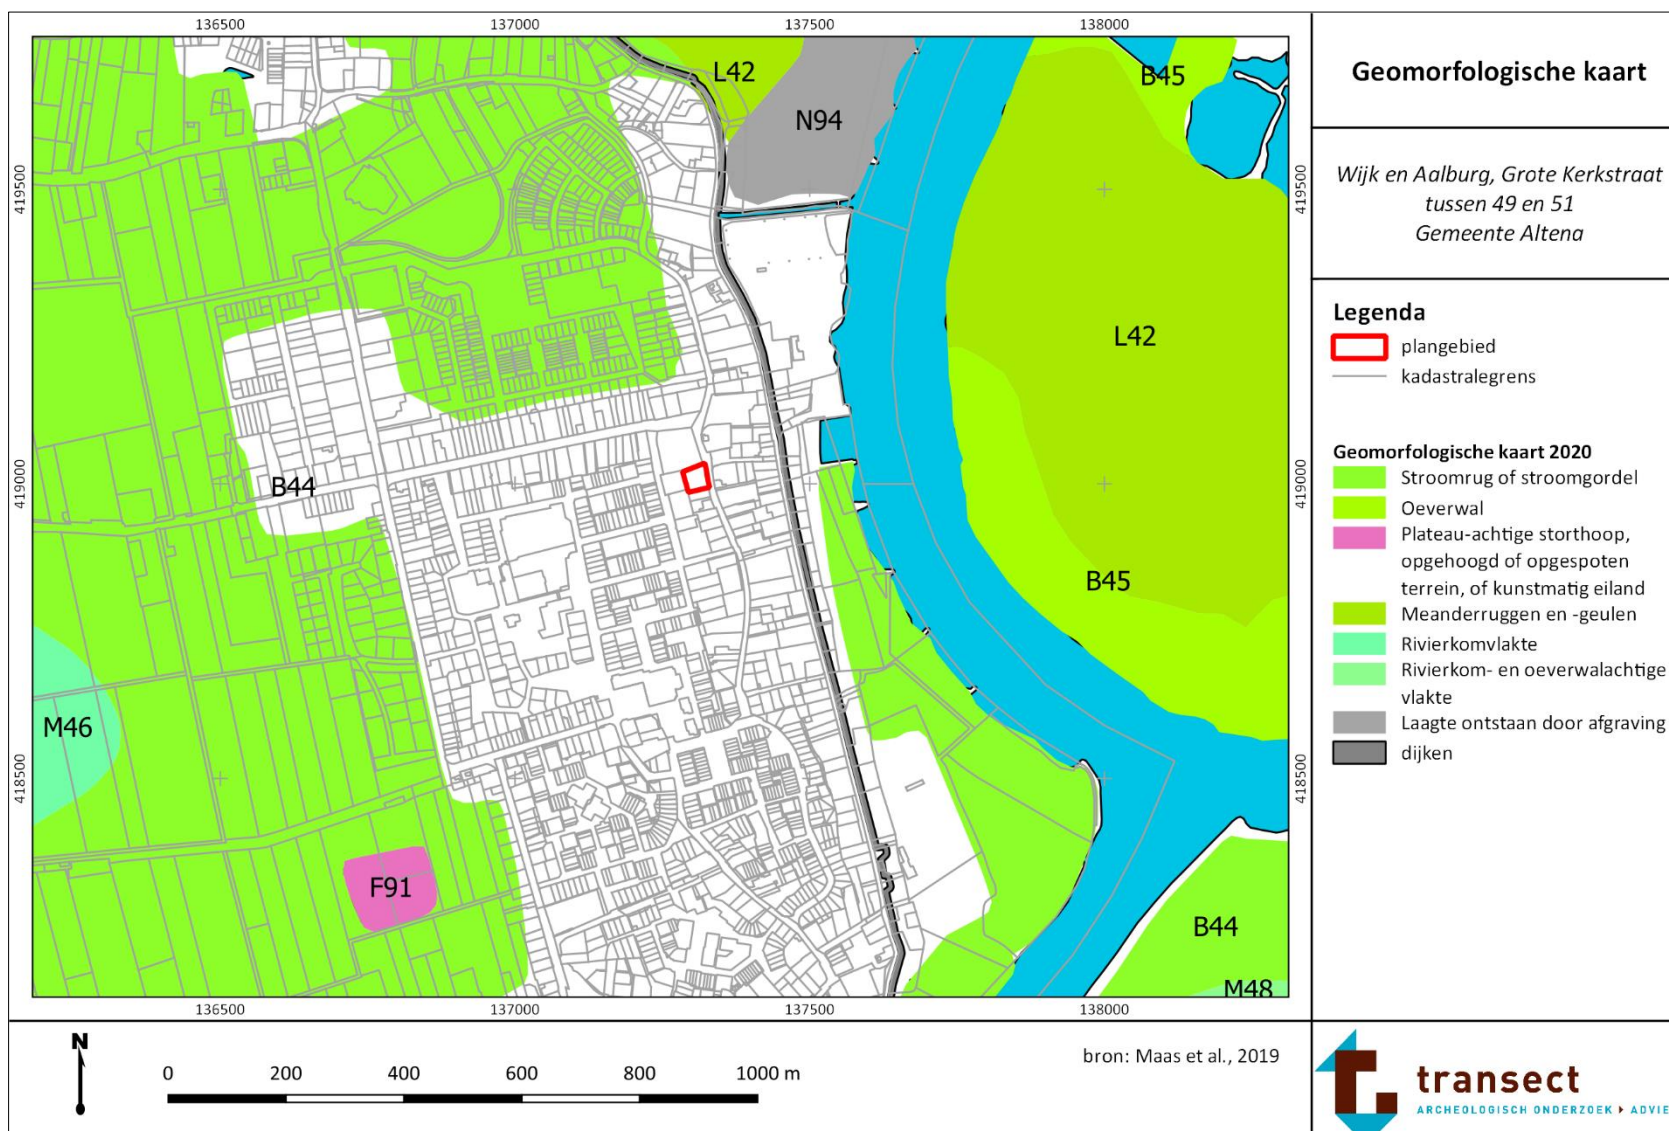 136500 137000 137500 138000
L42
B45
N94
419500
419500
L42
B44
419000
419000
B45
M46
418500
418500
F91
B44
M48
136500 137000 137500 138000
N
0 200 400 600 800 1000 m
bron: Maas et al., 2019
Geomorfologische kaart
Wijk en Aalburg, Grote Kerkstraat
tussen 49 en 51
Gemeente Altena
Legenda
plangebied
kadastralegrens
Geomorfologische kaart 2020
Stroomrug of stroomgordel
Oeverwal
Plateau-achtige storthoop,
opgehoogd of opgespoten
terrein, of kunstmatig eiland
Meanderruggen en -geulen
Rivierkomvlakte
Rivierkom- en oeverwalachtige
vlakte
Laagte ontstaan door afgraving
dijken
transect
ARCHEOLOGISCH ONDERZOEK ADVIE